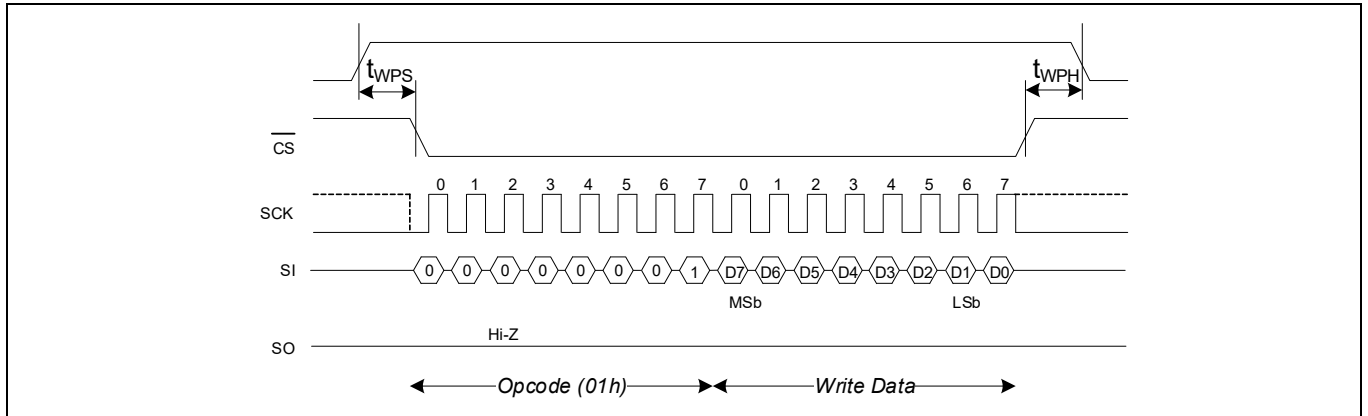 tWPS tWPH
CS
0 1 2 3 4 5 6 7 0 1 2 3 4 5 6 7
SCK
SI 0 0 0 0 0 0 0 1 D7 D6 D5 D4 D3 D2 D1 D0
MSb LSb
Hi-Z
SO
Opcode (01h) Write Data